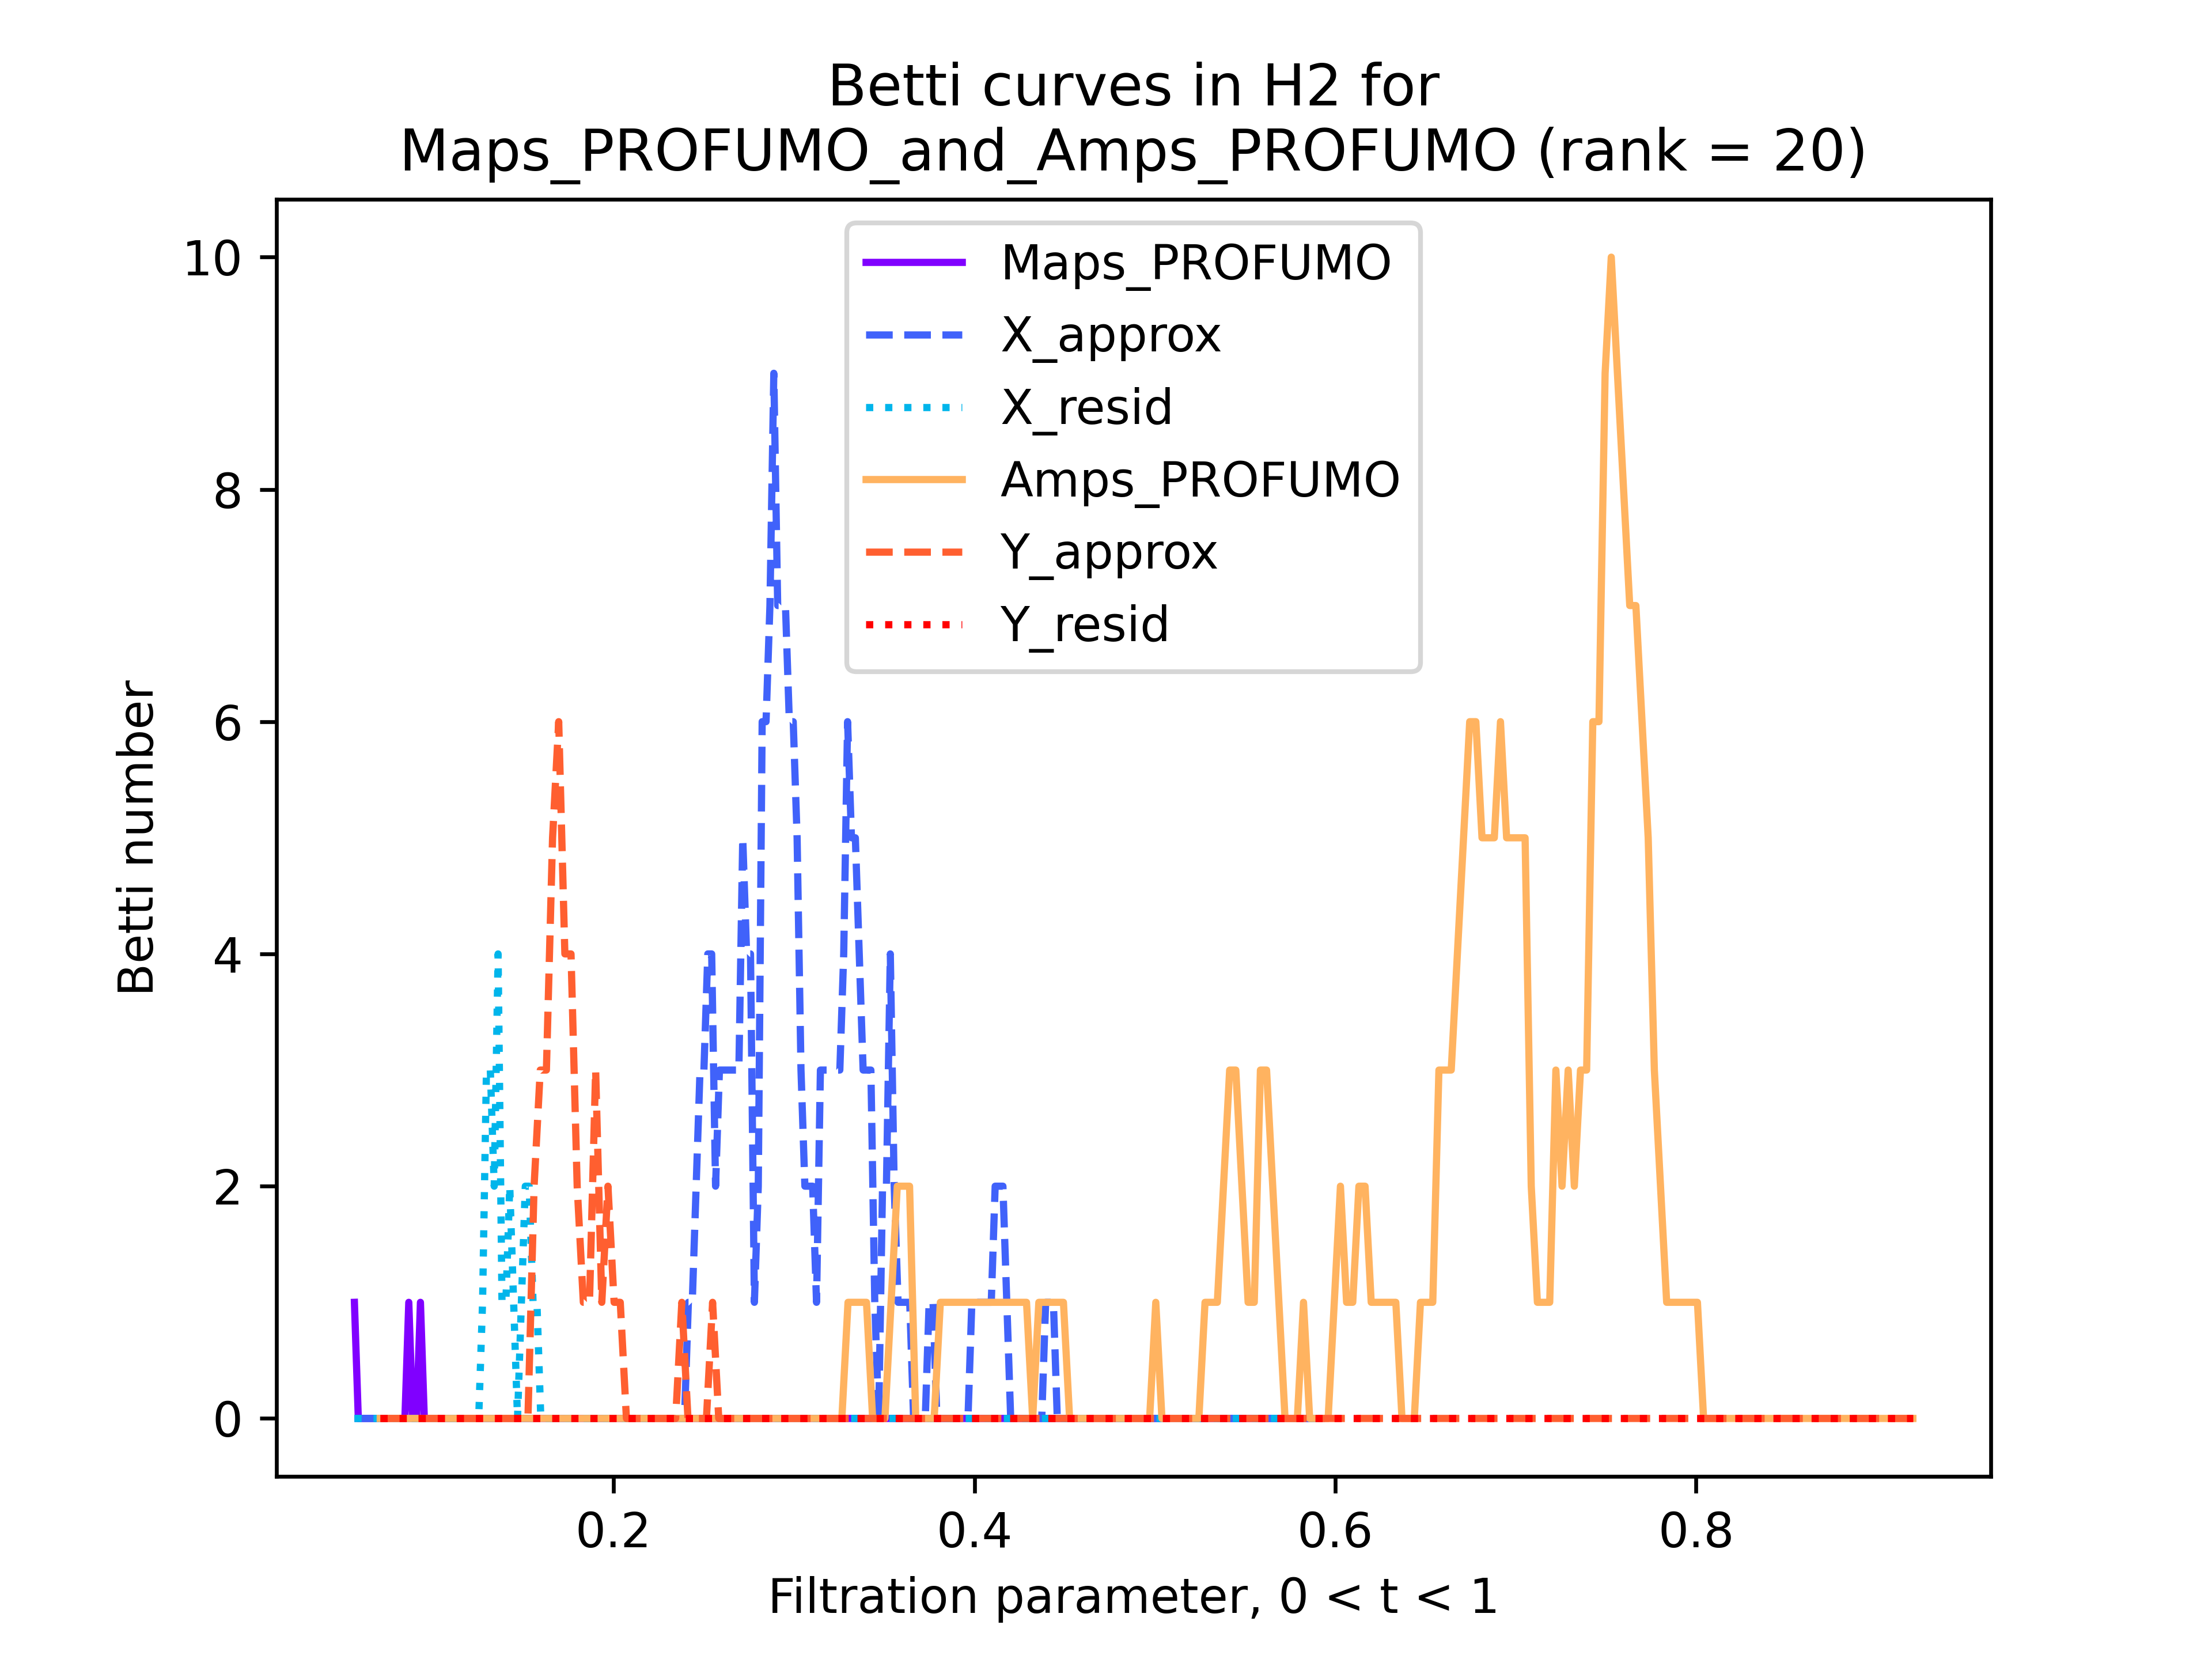 Betti curves in H2 for
Maps_PROFUMO_and_Amps_PROFUMO (rank = 20)
Maps_PROFUMO
X_approx
X_resid
Amps_PROFUMO
Y_approx
Y_resid
10
8
6
4
2
0
Betti number
0.2 0.4 0.6 0.8
Filtration parameter, 0 < t < 1